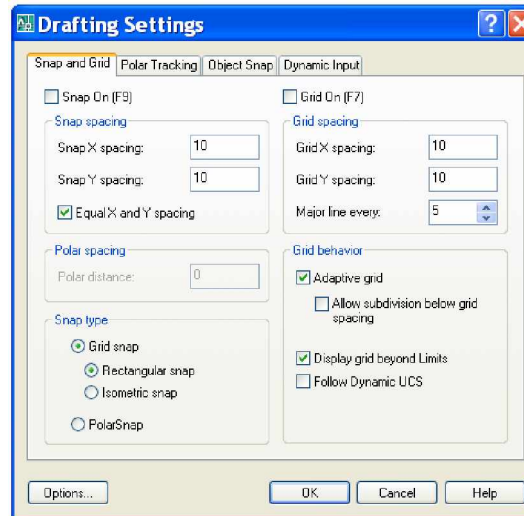 Drafting Settings
Snap and Grid Polar Tracking Object Snap Dynamic Input
Snap On (F9)
Snap spacing
Snap X spacing: 10
Snap Y spacing: 10
Equal X and Y spacing
Polar spacing
Polar distance: 0
Snap type
Grid snap
Rectangular snap
Isometric snap
PolarSnap
Grid On (F7)
Grid spacing
Grid X spacing: 10
Grid Y spacing: 10
Major line every: 5
Grid behavior
Adaptive grid
Allow subdivision below grid
spacing
Display grid beyond Limits
Follow Dynamic UCS
Options... OK Cancel Help